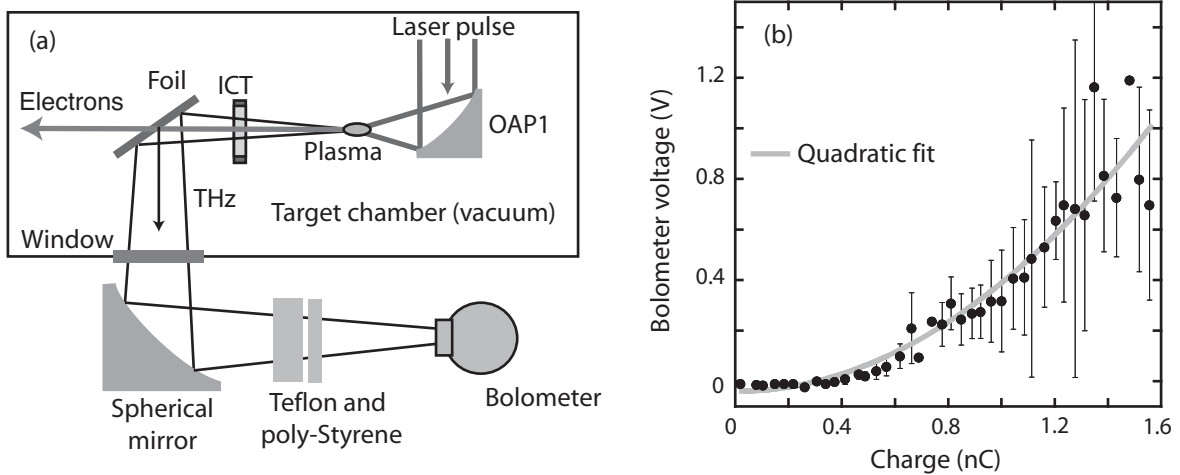 (a)
Laser pulse
Foil
ICT
Electrons
OAP1
Plasma
THz
Target chamber (vacuum)
Window
Spherical
mirror
Teflon and
poly-Styrene
Bolometer
(b)
1.2
Quadratic fit
0.8
0.4
0
Bolometer voltage (V)
0
0.4
0.8
1.2
1.6
Charge (nC)